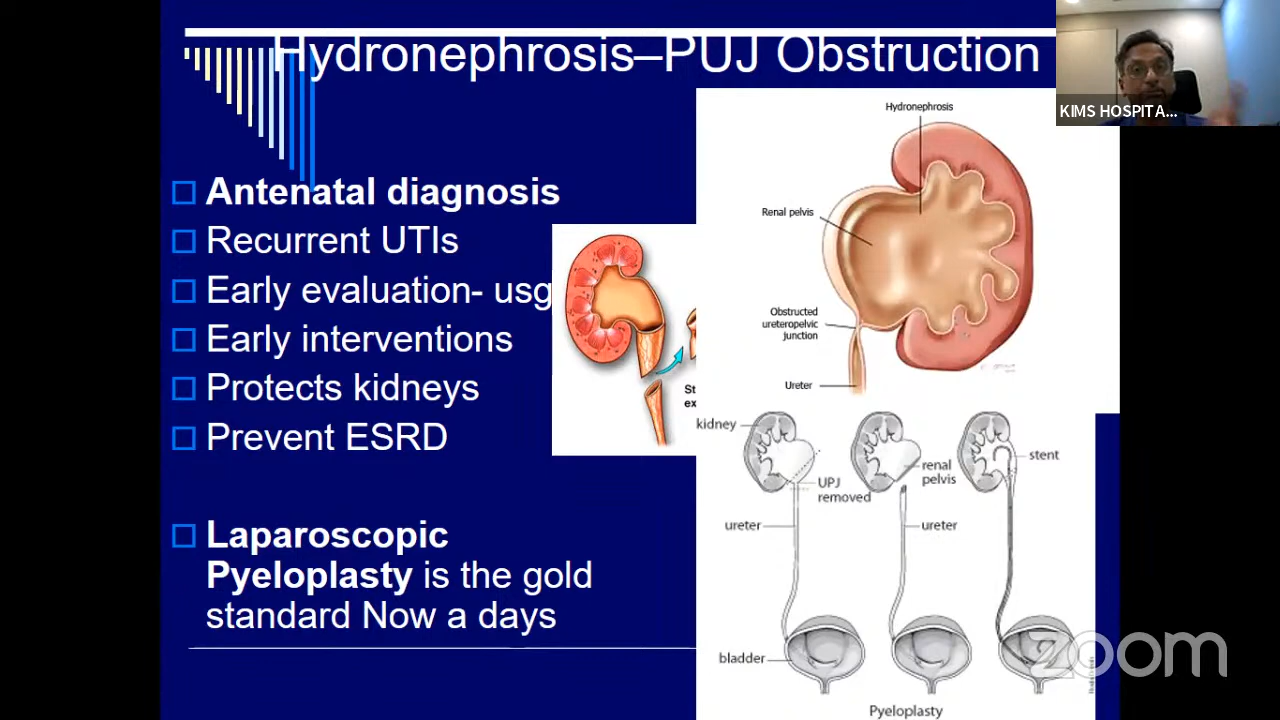 Hydronephrosis–PUJ Obstruction
KIMS HOSPITA...
Antenatal diagnosis
Recurrent UTIs
Early evaluation- usg
Early interventions
Protects kidneys
Prevent ESRD
Laparoscopic
Pyeloplasty is the gold
standard Now a days
St
ex
Hydronephrosis
Renal pelvis
Obstructed
ureteropelvic
junction
Ureter
kidney
UPJ
removed
renal
pelvis
stent
ureter
ureter
bladder
Pyeloplasty
zoom